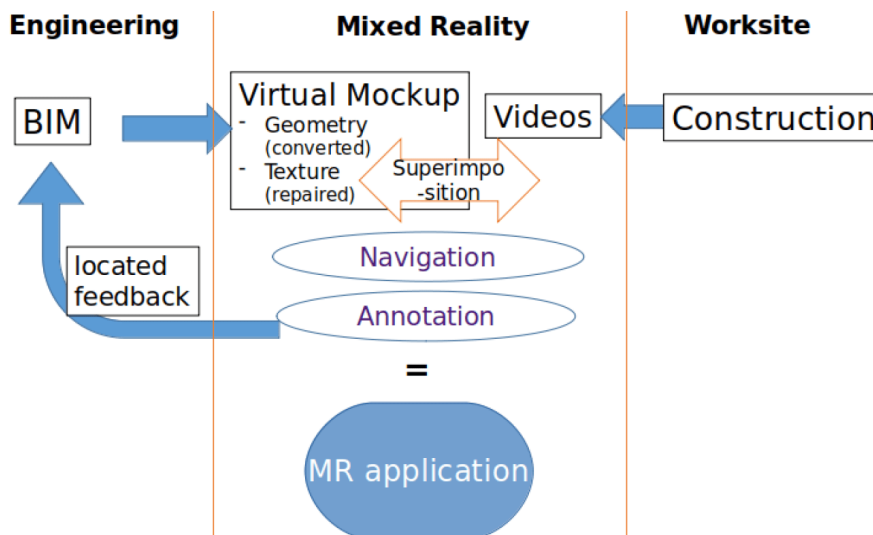 Engineering
Mixed Reality
Worksite
BIM
Virtual Mockup
- Geometry
(converted)
- Texture
(repaired)
Videos
Construction
Superimpo
-sition
Navigation
located
feedback
Annotation
=
MR application